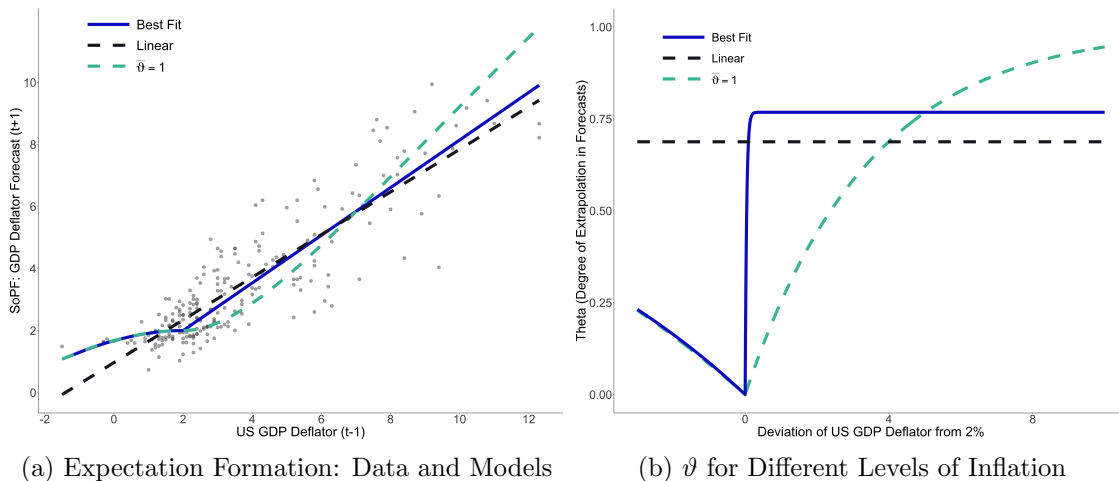 Best Fit
Linear
ϑ̅ = 1
SoPF: GDP Deflator Forecast (t+1)
10
8
6
4
2
0
-2 0 2 4 6 8 10 12
US GDP Deflator (t-1)
(a) Expectation Formation: Data and Models
Best Fit
Linear
ϑ̅ = 1
Theta (Degree of Extrapolation in Forecasts)
1.00
0.75
0.50
0.25
0.00
0 4 8
Deviation of US GDP Deflator from 2%
(b) ϑ for Different Levels of Inflation